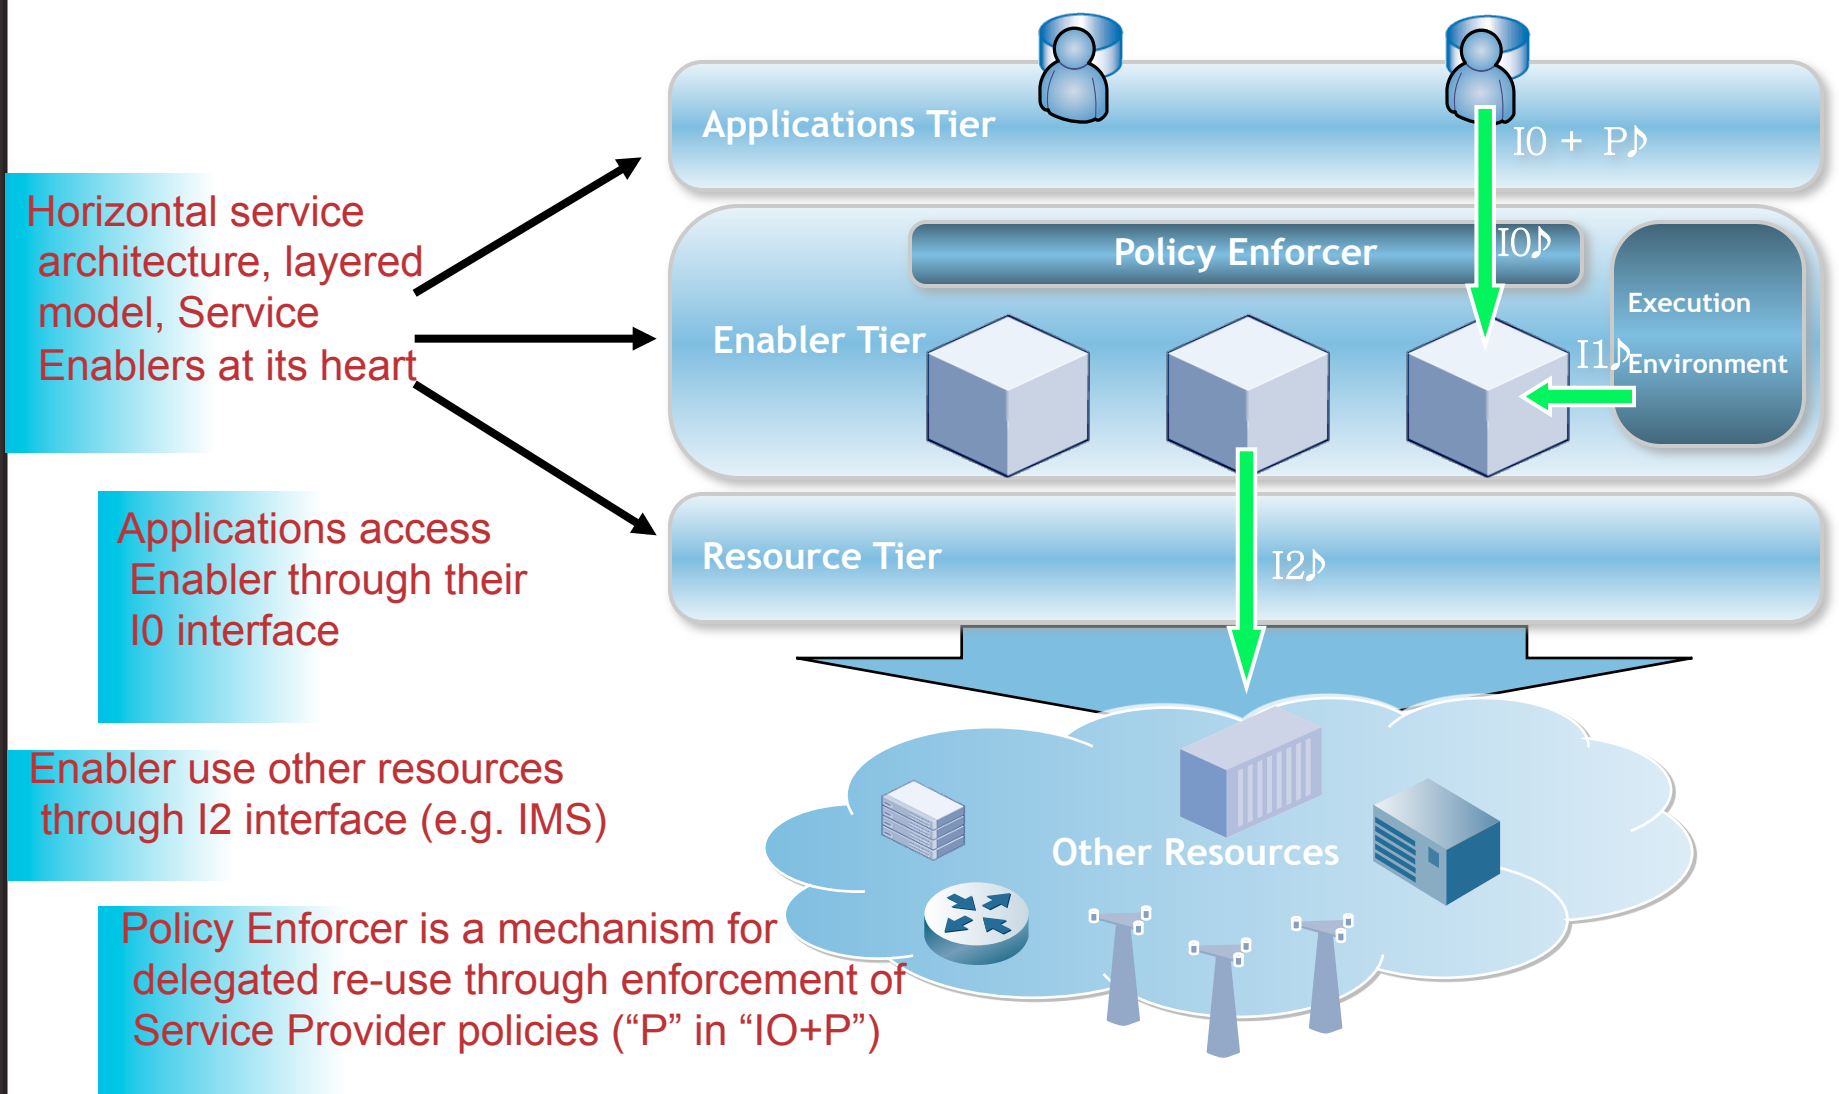 Horizontal service
architecture, layered
model, Service
Enablers at its heart
Applications access
Enabler through their
I0 interface
Enabler use other resources
through I2 interface (e.g. IMS)
Policy Enforcer is a mechanism for
delegated re-use through enforcement of
Service Provider policies (“P” in “IO+P”)
Applications Tier
I0 + P♪
Policy Enforcer
I0♪
Enabler Tier
I1♪
Execution
Environment
Resource Tier
I2♪
Other Resources